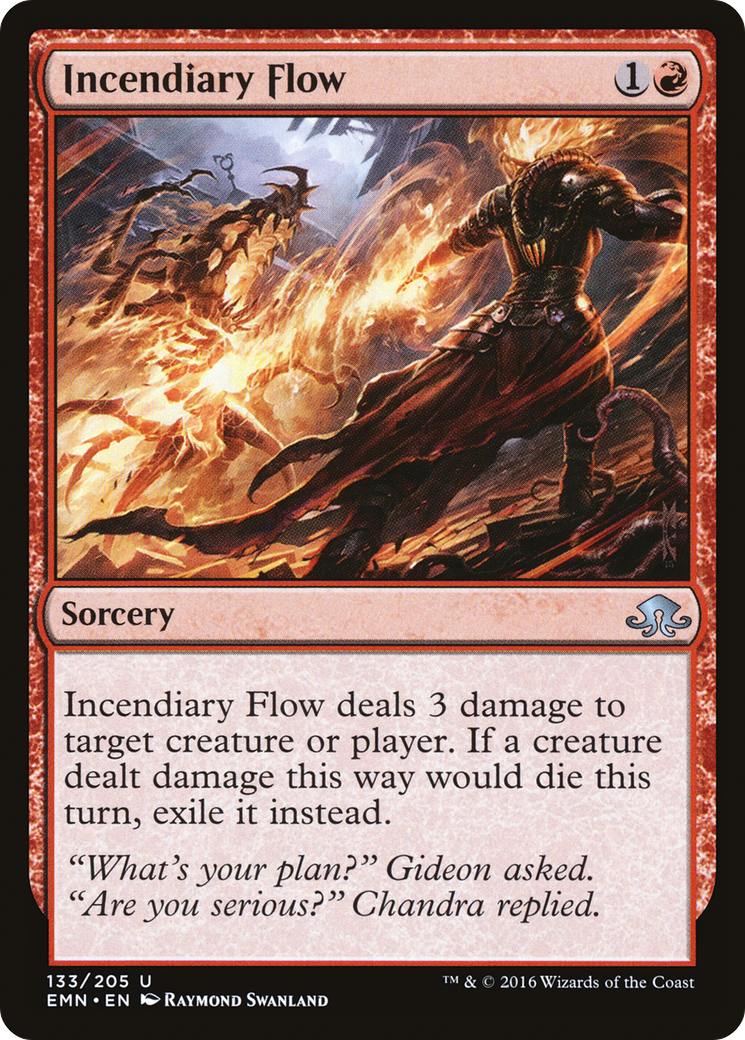 Incendiary Flow
1
Sorcery
Incendiary Flow deals 3 damage to
target creature or player. If a creature
dealt damage this way would die this
turn, exile it instead.
“What’s your plan?” Gideon asked.
“Are you serious?” Chandra replied.
133/205 U
™ & © 2016 Wizards of the Coast
EMN • EN Raymond Swanland